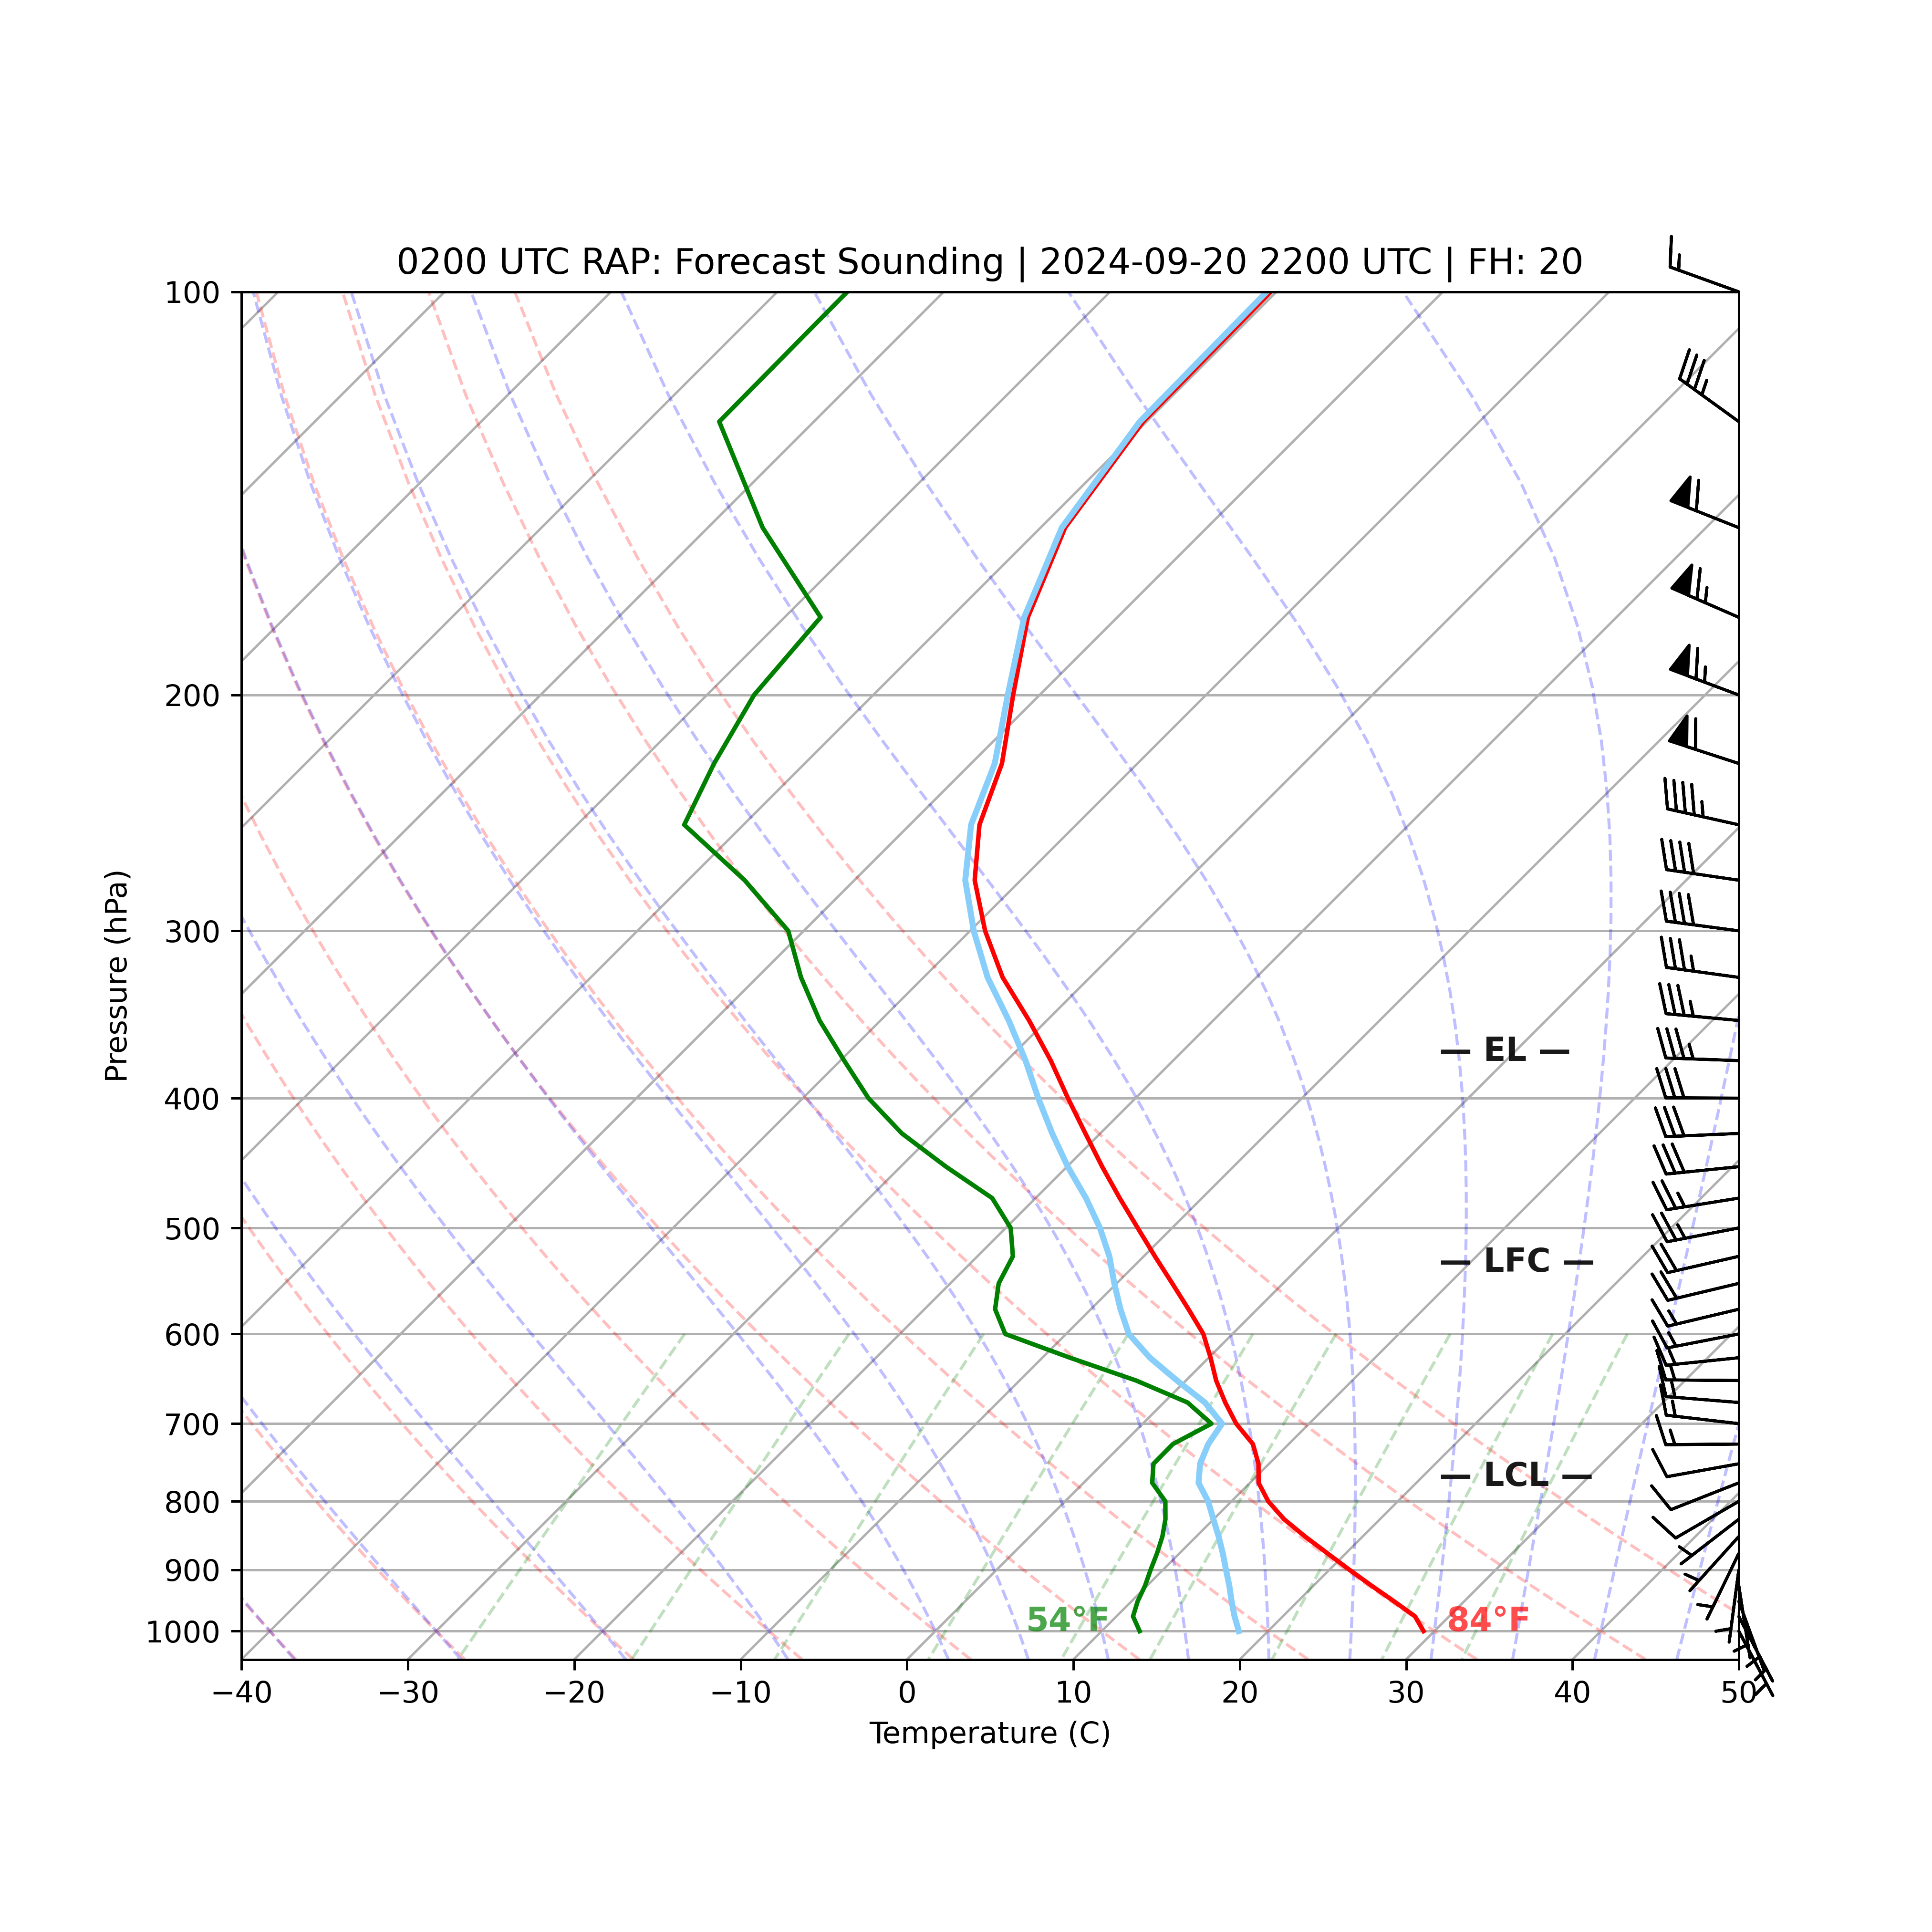 0200 UTC RAP: Forecast Sounding | 2024-09-20 2200 UTC | FH: 20
100
200
300
— EL —
400
500
— LFC —
600
700
— LCL —
800
900
54°F 84°F
1000
−40 −30 −20 −10 0 10 20 30 40 50
Temperature (C)
Pressure (hPa)